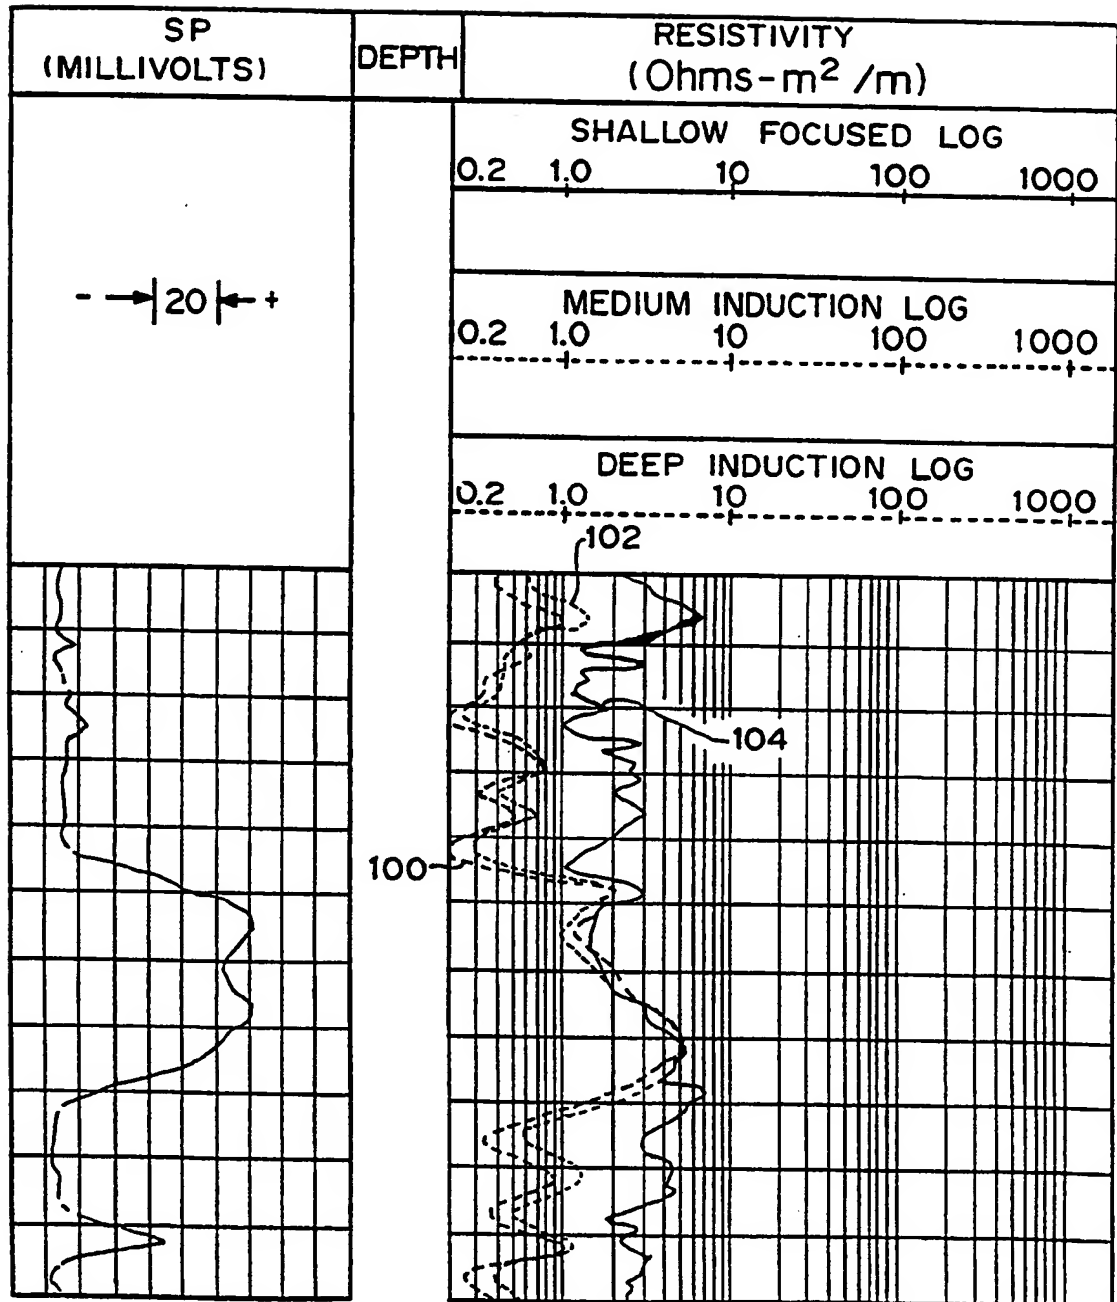 SP
(MILLIVOLTS)
DEPTH
RESISTIVITY
(Ohms-m² /m)
SHALLOW FOCUSED LOG
0.2 1.0 10 100 1000
- 20 +
MEDIUM INDUCTION LOG
0.2 1.0 10 100 1000
DEEP INDUCTION LOG
0.2 1.0 10 100 1000
102
104
100